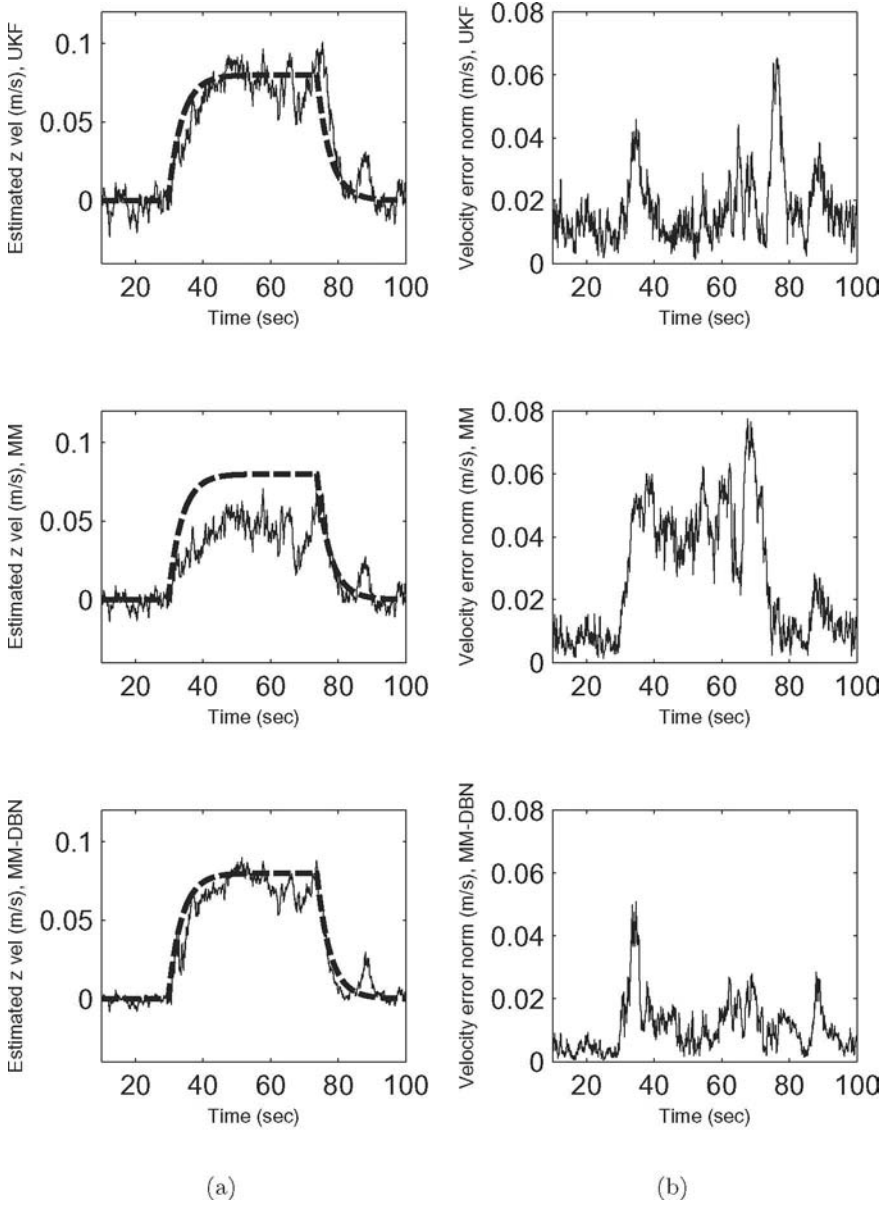 Estimated z vel (m/s), UKF
0.1
0.05
0
20 40 60 80 100
Time (sec)
Velocity error norm (m/s), UKF
0.08
0.06
0.04
0.02
0
20 40 60 80 100
Time (sec)
Estimated z vel (m/s), MM
0.1
0.05
0
20 40 60 80 100
Time (sec)
Velocity error norm (m/s), MM
0.08
0.06
0.04
0.02
0
20 40 60 80 100
Time (sec)
Estimated z vel (m/s), MM-DBN
0.1
0.05
0
20 40 60 80 100
Time (sec)
Velocity error norm (m/s), MM-DBN
0.08
0.06
0.04
0.02
0
20 40 60 80 100
Time (sec)
(a)
(b)